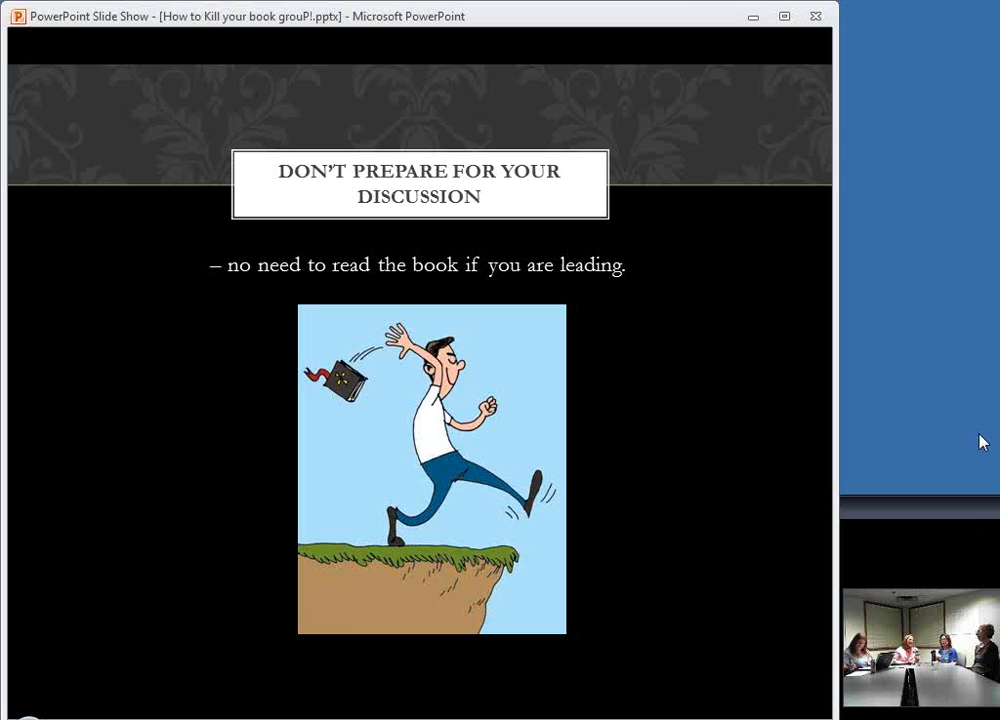 PowerPoint Slide Show - [How to Kill your book grouP!.pptx] - Microsoft PowerPoint
DON'T PREPARE FOR YOUR
DISCUSSION
– no need to read the book if you are leading.